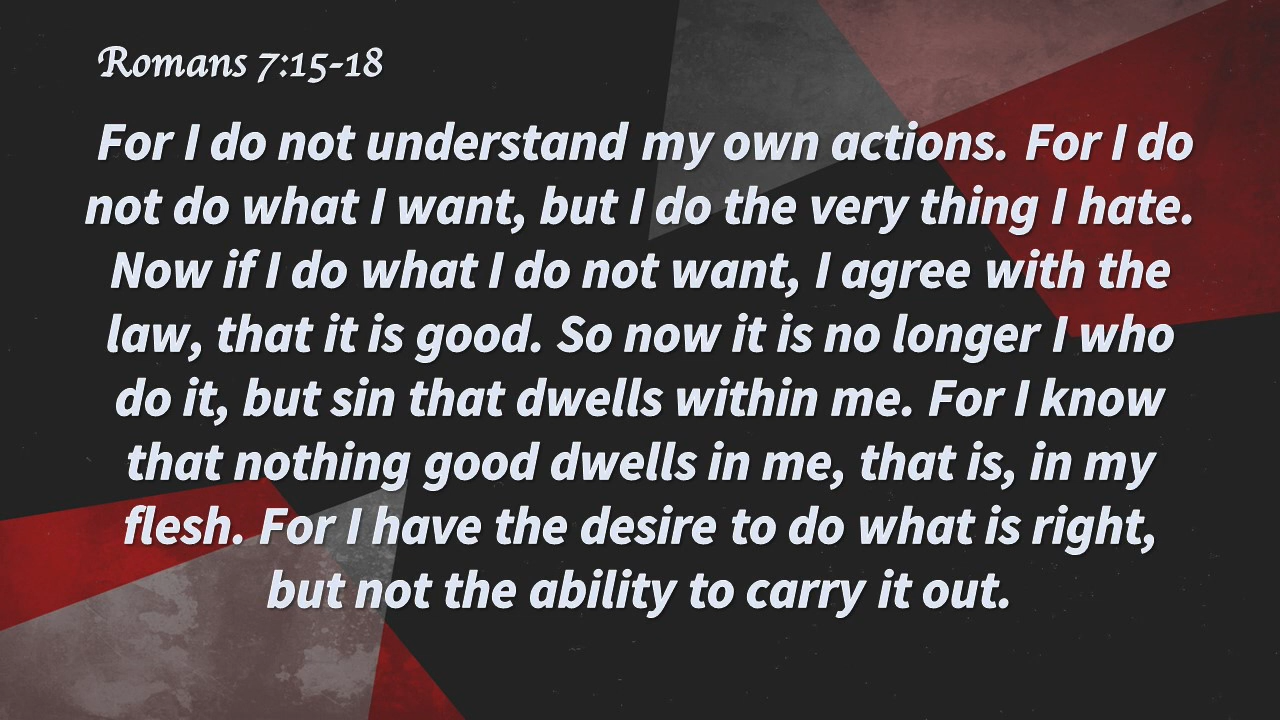 Romans 7:15-18
For I do not understand my own actions. For I do
not do what I want, but I do the very thing I hate.
Now if I do what I do not want, I agree with the
law, that it is good. So now it is no longer I who
do it, but sin that dwells within me. For I know
that nothing good dwells in me, that is, in my
flesh. For I have the desire to do what is right,
but not the ability to carry it out.